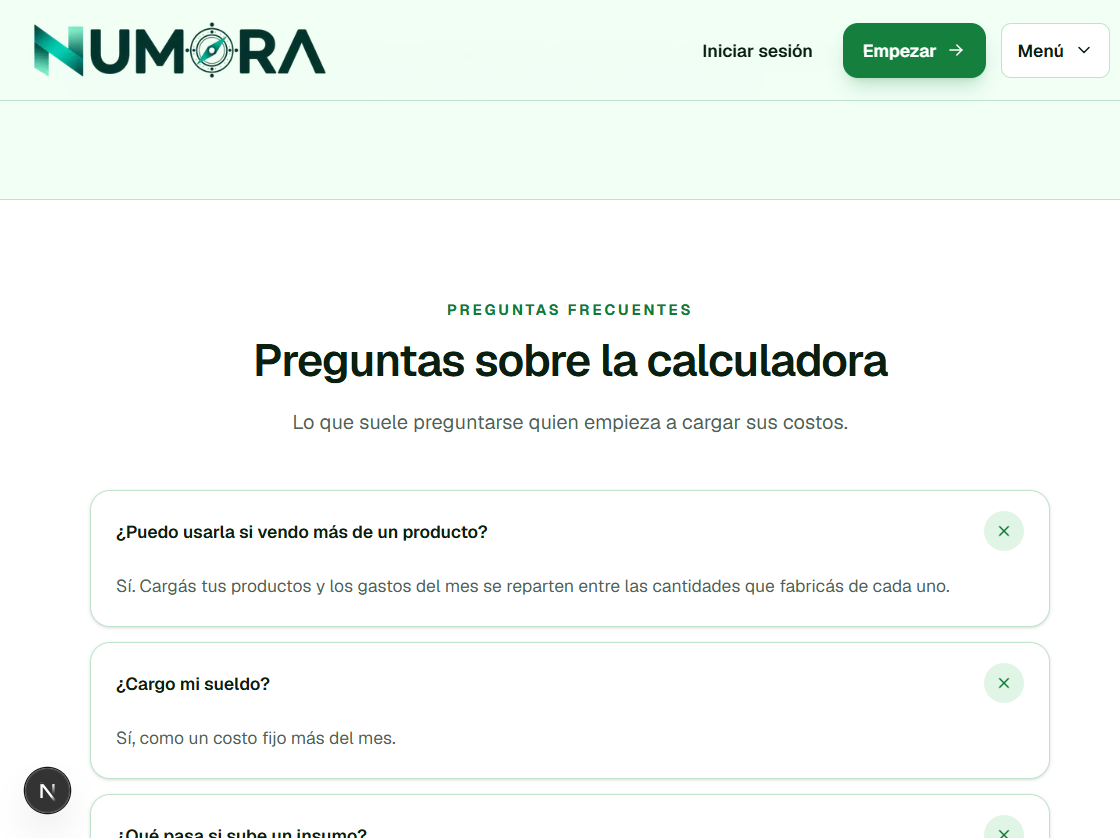 NUMORA
Iniciar sesión
Empezar
Menú
PREGUNTAS FRECUENTES
Preguntas sobre la calculadora
Lo que suele preguntarse quien empieza a cargar sus costos.
¿Puedo usarla si vendo más de un producto?
Sí. Cargás tus productos y los gastos del mes se reparten entre las cantidades que fabricás de cada uno.
¿Cargo mi sueldo?
Sí, como un costo fijo más del mes.
N
¿Qué pasa si sube un insumo?